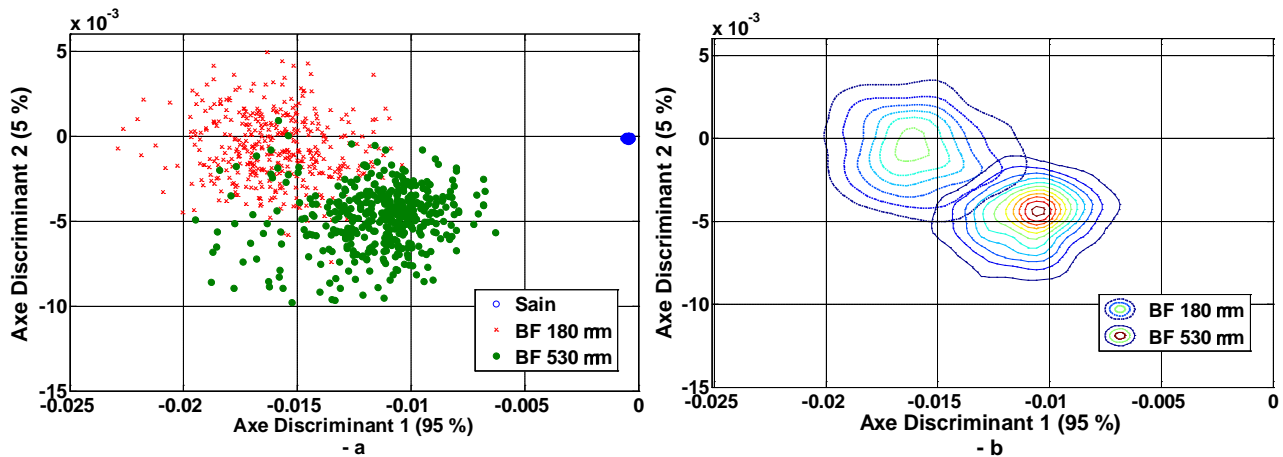 x 10⁻³
5
0
-5
-10
-15
-0.025
-0.02
-0.015
-0.01
-0.005
0
Axe Discriminant 2 (5 %)
Sain
BF 180 mm
BF 530 mm
Axe Discriminant 1 (95 %)
- a
x 10⁻³
5
0
-5
-10
-15
-0.025
-0.02
-0.015
-0.01
-0.005
0
Axe Discriminant 2 (5 %)
BF 180 mm
BF 530 mm
Axe Discriminant 1 (95 %)
- b